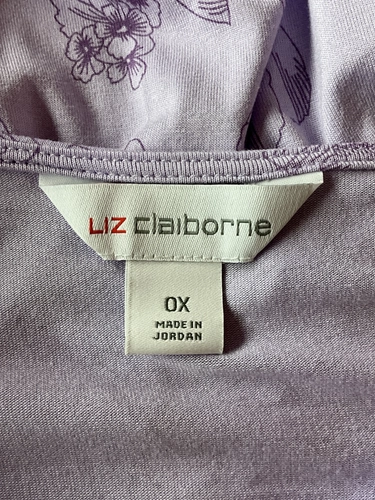 LIZ claiborne
0X
MADE IN
JORDAN